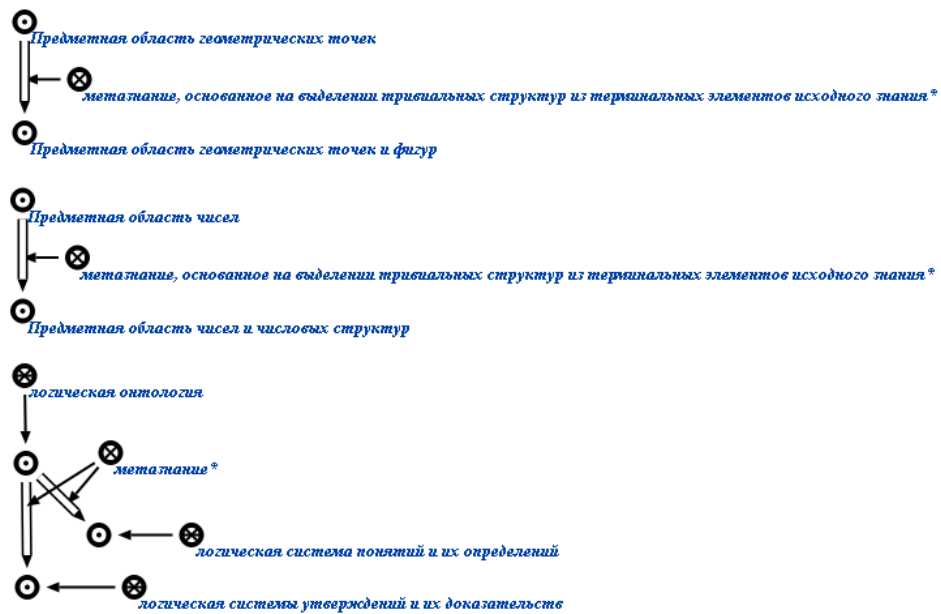 Предметная область геометрических точек
метазнание, основанное на выделении тривиальных структур из терминальных элементов исходного знания*
Предметная область геометрических точек и фигур
Предметная область чисел
метазнание, основанное на выделении тривиальных структур из терминальных элементов исходного знания*
Предметная область чисел и числовых структур
логическая онтология
метазнание*
логическая система понятий и их определений
логическая системы утверждений и их доказательств